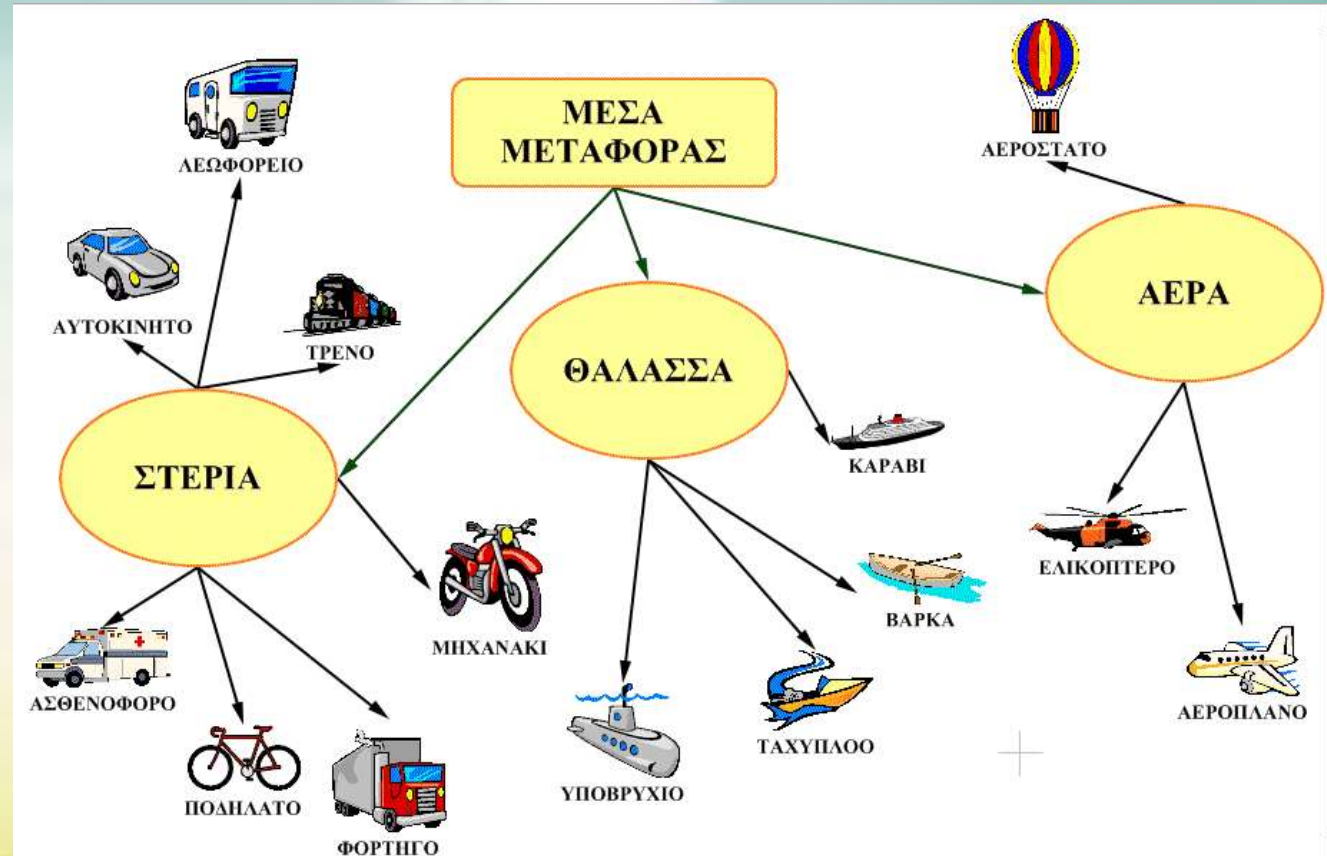 ΜΕΣΑ
ΜΕΤΑΦΟΡΑΣ
ΣΤΕΡΙΑ
ΛΕΩΦΟΡΕΙΟ
ΑΥΤΟΚΙΝΗΤΟ
ΤΡΕΝΟ
ΜΗΧΑΝΑΚΙ
ΑΣΘΕΝΟΦΟΡΟ
ΠΟΔΗΛΑΤΟ
ΦΟΡΤΗΓΟ
ΘΑΛΑΣΣΑ
ΚΑΡΑΒΙ
ΒΑΡΚΑ
ΤΑΧΥΠΛΟΟ
ΥΠΟΒΡΥΧΙΟ
ΑΕΡΑ
ΑΕΡΟΣΤΑΤΟ
ΕΛΙΚΟΠΤΕΡΟ
ΑΕΡΟΠΛΑΝΟ